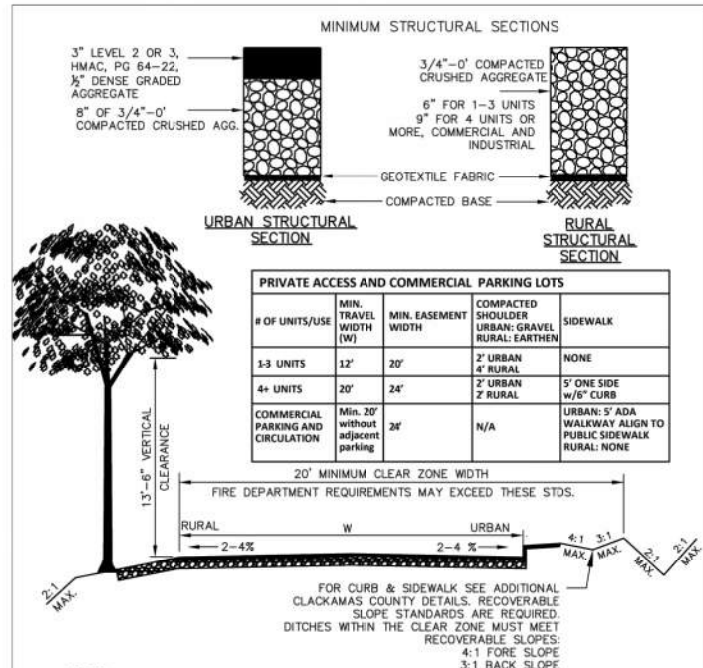 MINIMUM STRUCTURAL SECTIONS
3" LEVEL 2 OR 3,
HMAC, PG 64-22,
½" DENSE GRADED
AGGREGATE
8" OF 3/4"-0'
COMPACTED CRUSHED AGG.
3/4"-0' COMPACTED
CRUSHED AGGREGATE
6" FOR 1-3 UNITS
9" FOR 4 UNITS OR
MORE, COMMERCIAL AND
INDUSTRIAL
GEOTEXTILE FABRIC
COMPACTED BASE
URBAN STRUCTURAL
SECTION
RURAL
STRUCTURAL
SECTION
PRIVATE ACCESS AND COMMERCIAL PARKING LOTS
# OF UNITS/USE
MIN.
TRAVEL
WIDTH
(W)
MIN. EASEMENT
WIDTH
COMPACTED
SHOULDER
URBAN: GRAVEL
RURAL: EARTHEN
SIDEWALK
1-3 UNITS
12'
20'
2' URBAN
4' RURAL
NONE
4+ UNITS
20'
24'
2' URBAN
2' RURAL
5' ONE SIDE
w/6" CURB
COMMERCIAL
PARKING AND
CIRCULATION
Min. 20'
without
adjacent
parking
24'
N/A
URBAN: 5' ADA
WALKWAY ALIGN TO
PUBLIC SIDEWALK
RURAL: NONE
13'-6" VERTICAL
CLEARANCE
20' MINIMUM CLEAR ZONE WIDTH
FIRE DEPARTMENT REQUIREMENTS MAY EXCEED THESE STDS.
RURAL
W
URBAN
2-4%
2-4 %
4:1
MAX.
3:1
MAX.
2:1
2:1
MAX.
2:1
MAX.
FOR CURB & SIDEWALK SEE ADDITIONAL
CLACKAMAS COUNTY DETAILS. RECOVERABLE
SLOPE STANDARDS ARE REQUIRED.
DITCHES WITHIN THE CLEAR ZONE MUST MEET
RECOVERABLE SLOPES:
4:1 FORE SLOPE
3:1 BACK SLOPE